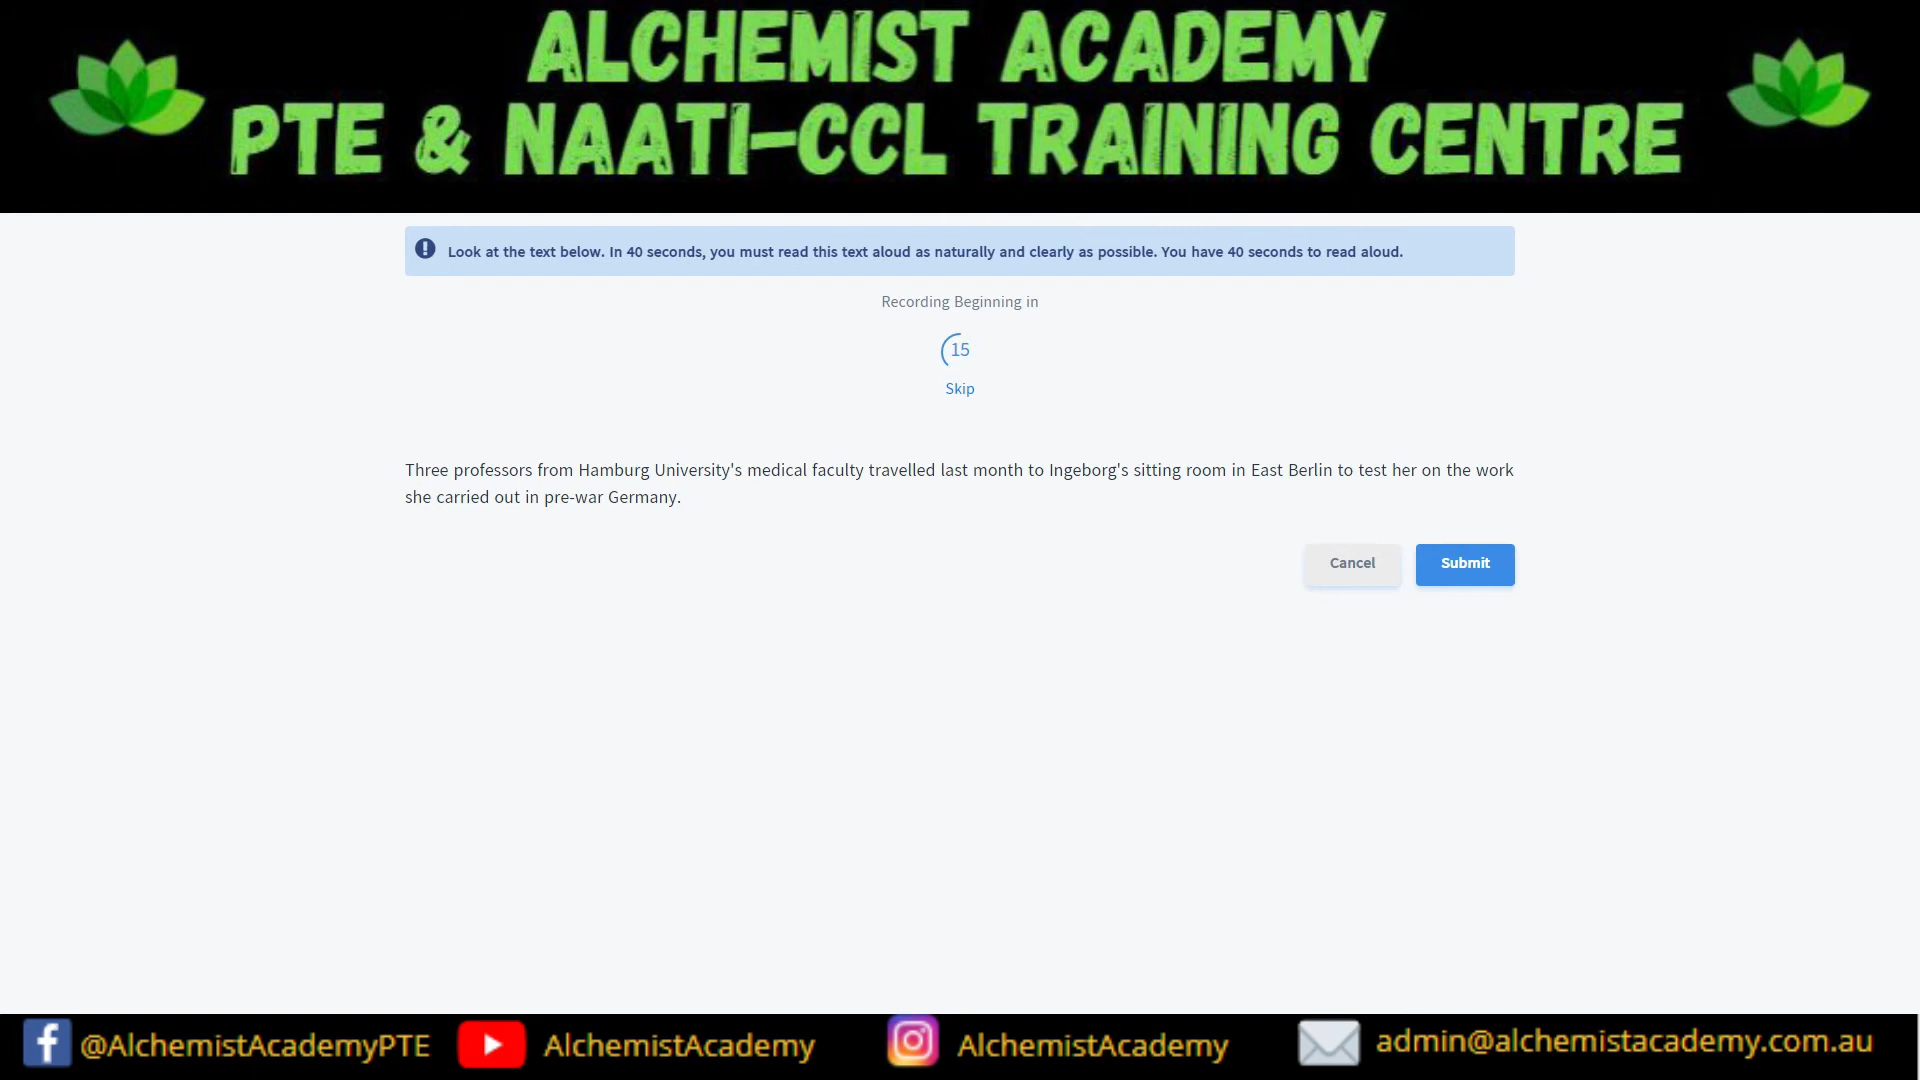 ALCHEMIST ACADEMY
PTE & NAATI-CCL TRAINING CENTRE
Look at the text below. In 40 seconds, you must read this text aloud as naturally and clearly as possible. You have 40 seconds to read aloud.
Recording Beginning in
15
Skip
Three professors from Hamburg University's medical faculty travelled last month to Ingeborg's sitting room in East Berlin to test her on the work
she carried out in pre-war Germany.
Cancel Submit
@AlchemistAcademyPTE AlchemistAcademy AlchemistAcademy admin@alchemistacademy.com.au